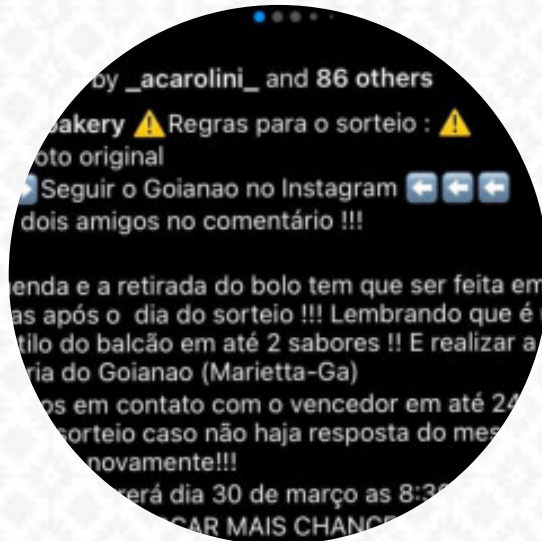 by _acarolini_ and 86 others
akery ⚠️Regras para o sorteio : ⚠️
oto original
Seguir o Goianao no Instagram ⬅️ ⬅️ ⬅️
dois amigos no comentário !!!
enda e a retirada do bolo tem que ser feita em
as após o dia do sorteio !!! Lembrando que é
tilo do balcão em até 2 sabores !! E realizar a
ria do Goianao (Marietta-Ga)
os em contato com o vencedor em até 24
sorteio caso não haja resposta do mes
novamente!!!
rerá dia 30 de março as 8:3
CAR MAIS CHANCE